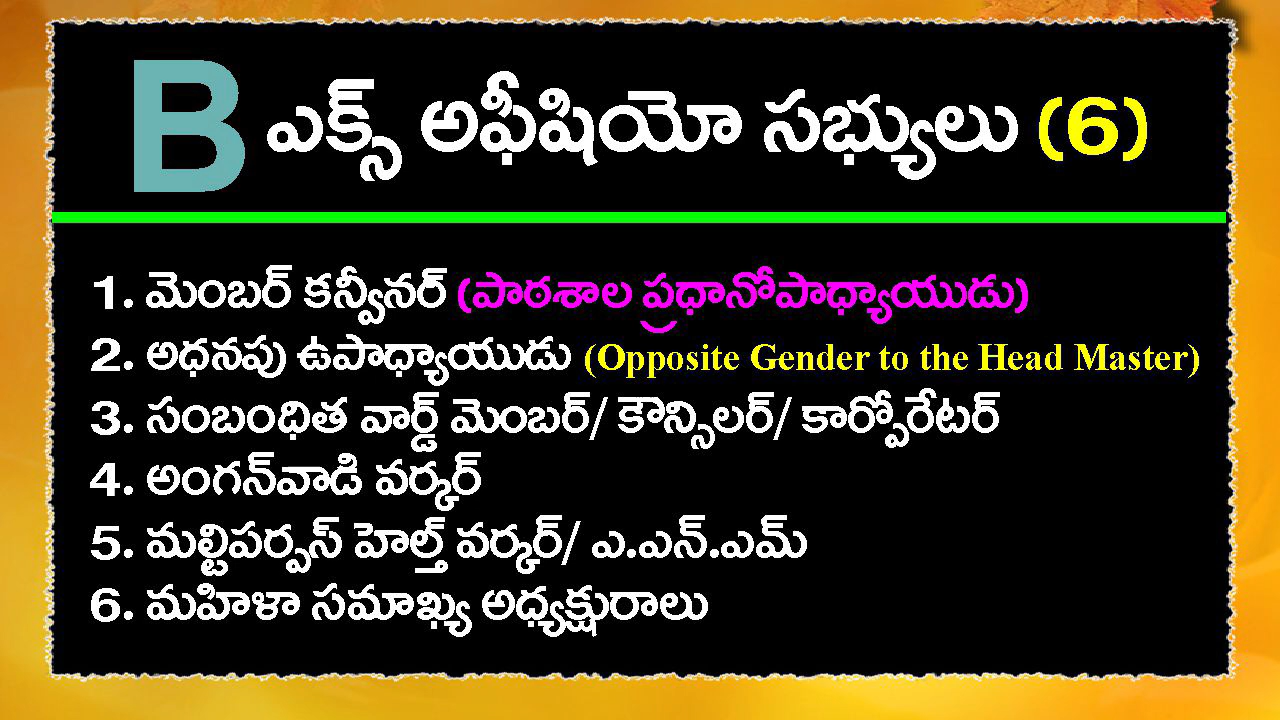 B ఎక్స్ అఫీషియో సభ్యులు (6)
1. మెంబర్ కన్వీనర్ (పాఠశాల ప్రధానోపాధ్యాయుడు)
2. అధనపు ఉపాధ్యాయుడు (Opposite Gender to the Head Master)
3. సంబంధిత వార్డ్ మెంబర్/ కౌన్సిలర్/ కార్పోరేటర్
4. అంగన్‌వాడి వర్కర్
5. మల్టిపర్పస్ హెల్త్ వర్కర్/ ఎ.ఎన్.ఎమ్
6. మహిళా సమాఖ్య అధ్యక్షురాలు